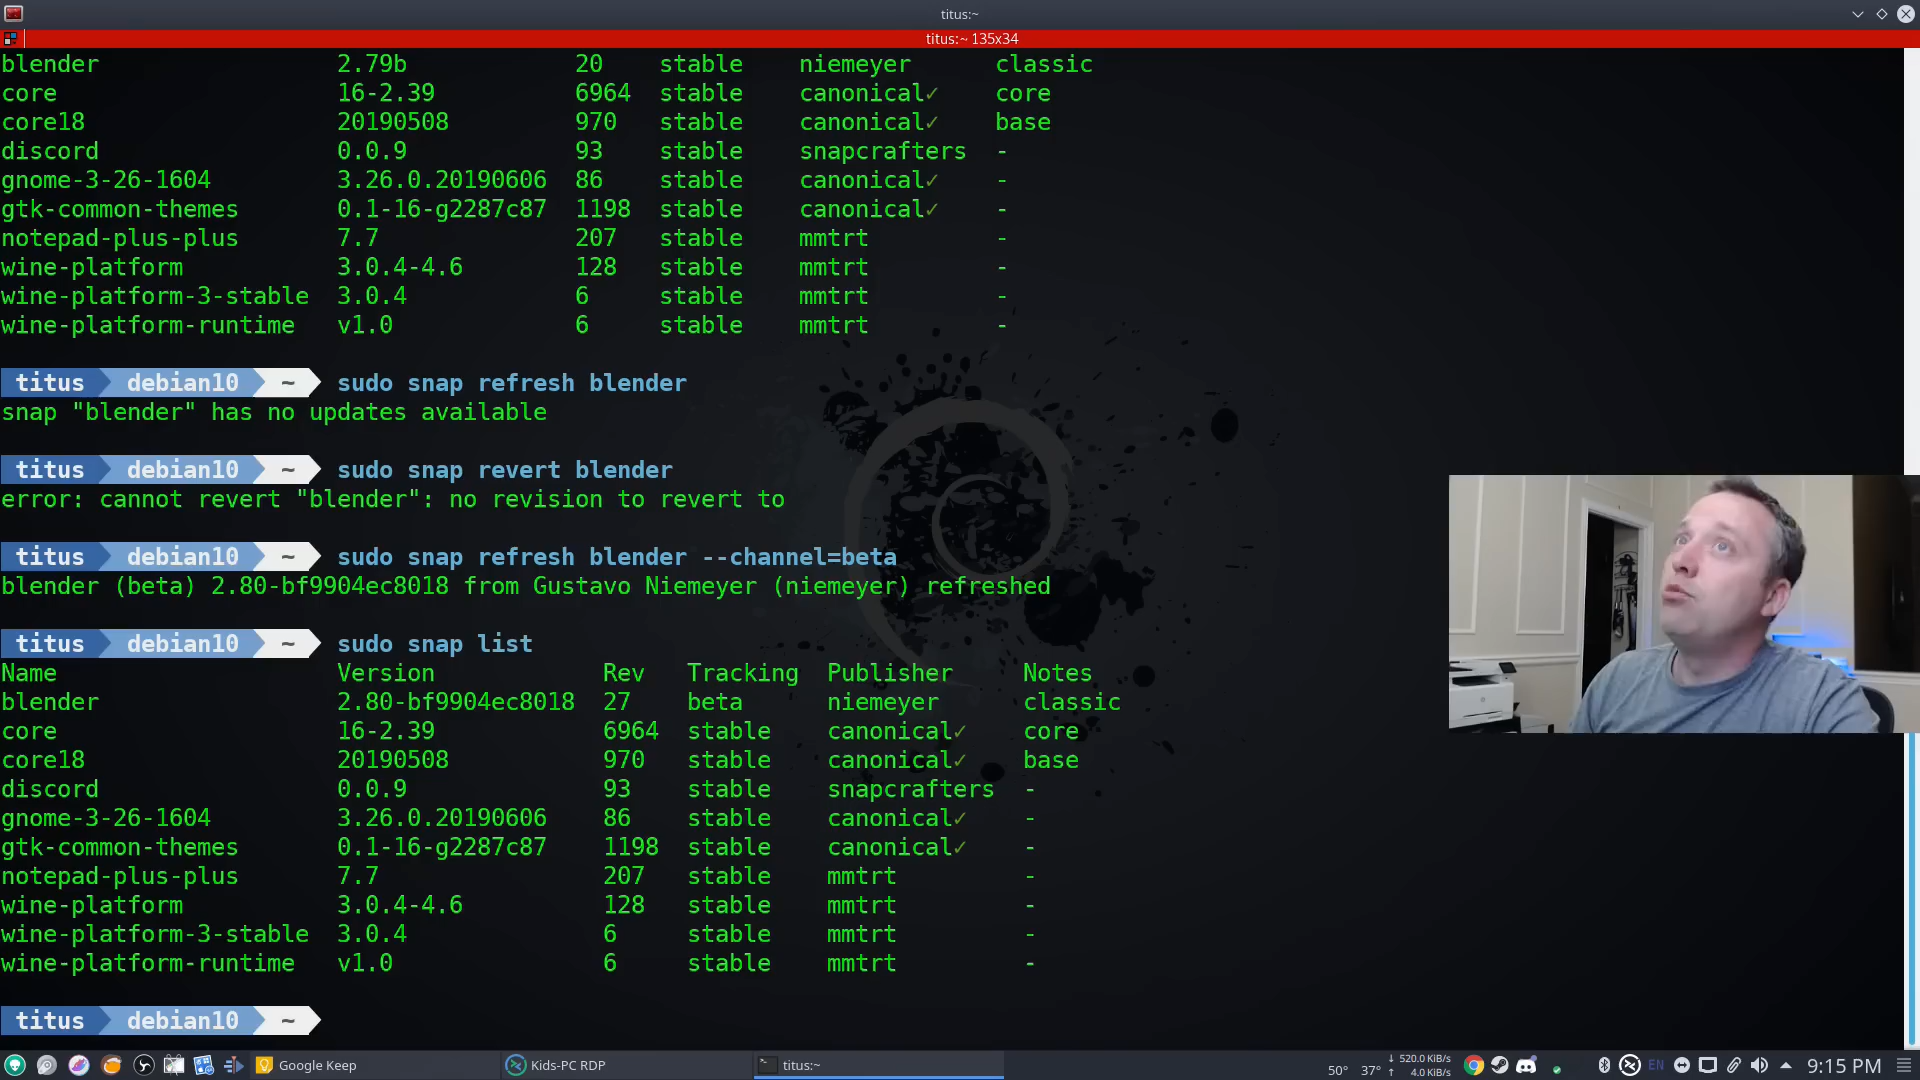 titus:~
titus:~ 135x34
blender 2.79b 20 stable niemeyer classic
core 16-2.39 6964 stable canonical✓ core
core18 20190508 970 stable canonical✓ base
discord 0.0.9 93 stable snapcrafters -
gnome-3-26-1604 3.26.0.20190606 86 stable canonical✓ -
gtk-common-themes 0.1-16-g2287c87 1198 stable canonical✓ -
notepad-plus-plus 7.7 207 stable mmtrt -
wine-platform 3.0.4-4.6 128 stable mmtrt -
wine-platform-3-stable 3.0.4 6 stable mmtrt -
wine-platform-runtime v1.0 6 stable mmtrt -
titus debian10 ~ sudo snap refresh blender
snap "blender" has no updates available
titus debian10 ~ sudo snap revert blender
error: cannot revert "blender": no revision to revert to
titus debian10 ~ sudo snap refresh blender --channel=beta
blender (beta) 2.80-bf9904ec8018 from Gustavo Niemeyer (niemeyer) refreshed
titus debian10 ~ sudo snap list
Name Version Rev Tracking Publisher Notes
blender 2.80-bf9904ec8018 27 beta niemeyer classic
core 16-2.39 6964 stable canonical✓ core
core18 20190508 970 stable canonical✓ base
discord 0.0.9 93 stable snapcrafters -
gnome-3-26-1604 3.26.0.20190606 86 stable canonical✓ -
gtk-common-themes 0.1-16-g2287c87 1198 stable canonical✓ -
notepad-plus-plus 7.7 207 stable mmtrt -
wine-platform 3.0.4-4.6 128 stable mmtrt -
wine-platform-3-stable 3.0.4 6 stable mmtrt -
wine-platform-runtime v1.0 6 stable mmtrt -
titus debian10 ~
Google Keep Kids-PC RDP titus:~ 50° 37° ↓ 520.0 KiB/s EN 9:15 PM
↑ 4.0 KiB/s